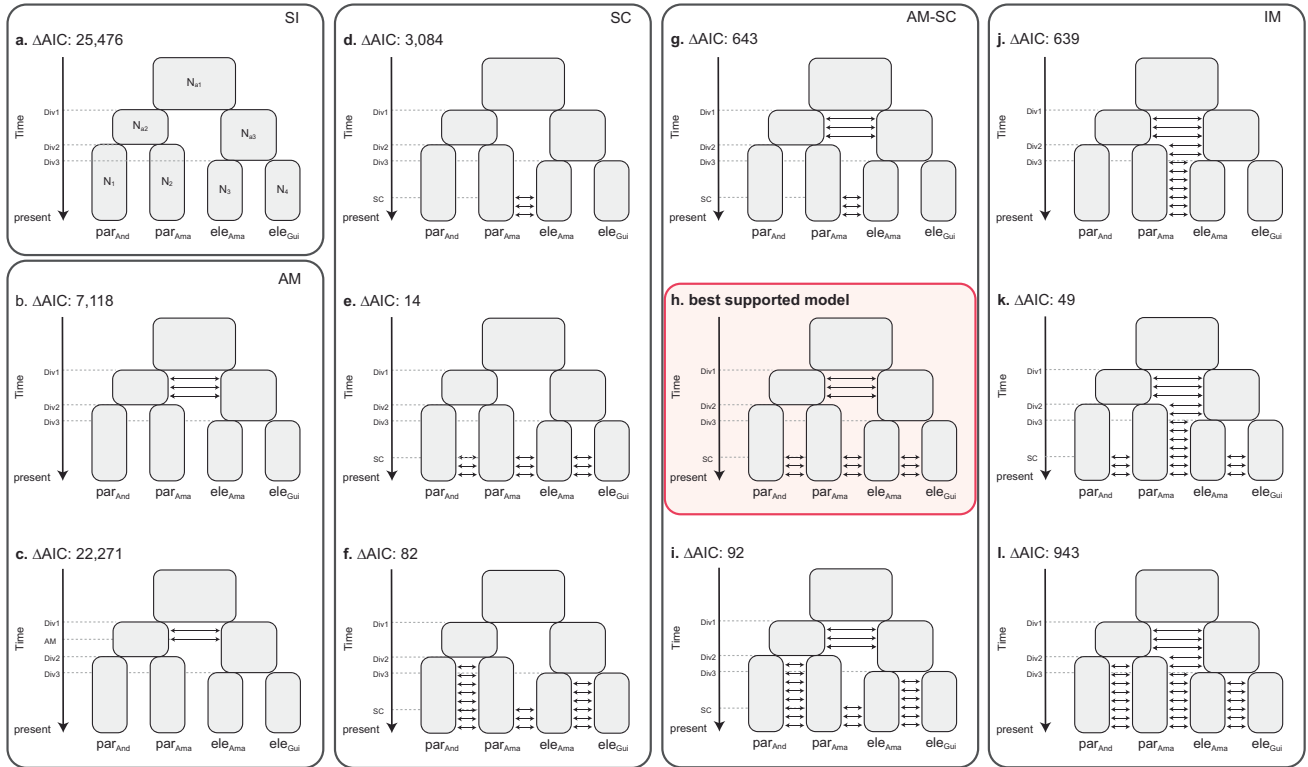 SI
a. ΔAIC: 25,476
Na1
Div1
Na2
Na3
Div2
Div3
N1
N2
N3
N4
Time
present
parAnd parAma eleAma eleGui
AM
b. ΔAIC: 7,118
Div1
Div2
Div3
Time
present
parAnd parAma eleAma eleGui
c. ΔAIC: 22,271
Div1
AM
Div2
Div3
Time
present
parAnd parAma eleAma eleGui
SC
d. ΔAIC: 3,084
Div1
Div2
Div3
SC
Time
present
parAnd parAma eleAma eleGui
e. ΔAIC: 14
Div1
Div2
Div3
SC
Time
present
parAnd parAma eleAma eleGui
f. ΔAIC: 82
Div1
Div2
Div3
SC
Time
present
parAnd parAma eleAma eleGui
AM-SC
g. ΔAIC: 643
Div1
Div2
Div3
SC
Time
present
parAnd parAma eleAma eleGui
h. best supported model
Div1
Div2
Div3
SC
Time
present
parAnd parAma eleAma eleGui
i. ΔAIC: 92
Div1
Div2
Div3
SC
Time
present
parAnd parAma eleAma eleGui
IM
j. ΔAIC: 639
Div1
Div2
Div3
Time
present
parAnd parAma eleAma eleGui
k. ΔAIC: 49
Div1
Div2
Div3
SC
Time
present
parAnd parAma eleAma eleGui
l. ΔAIC: 943
Div1
Div2
Div3
Time
present
parAnd parAma eleAma eleGui